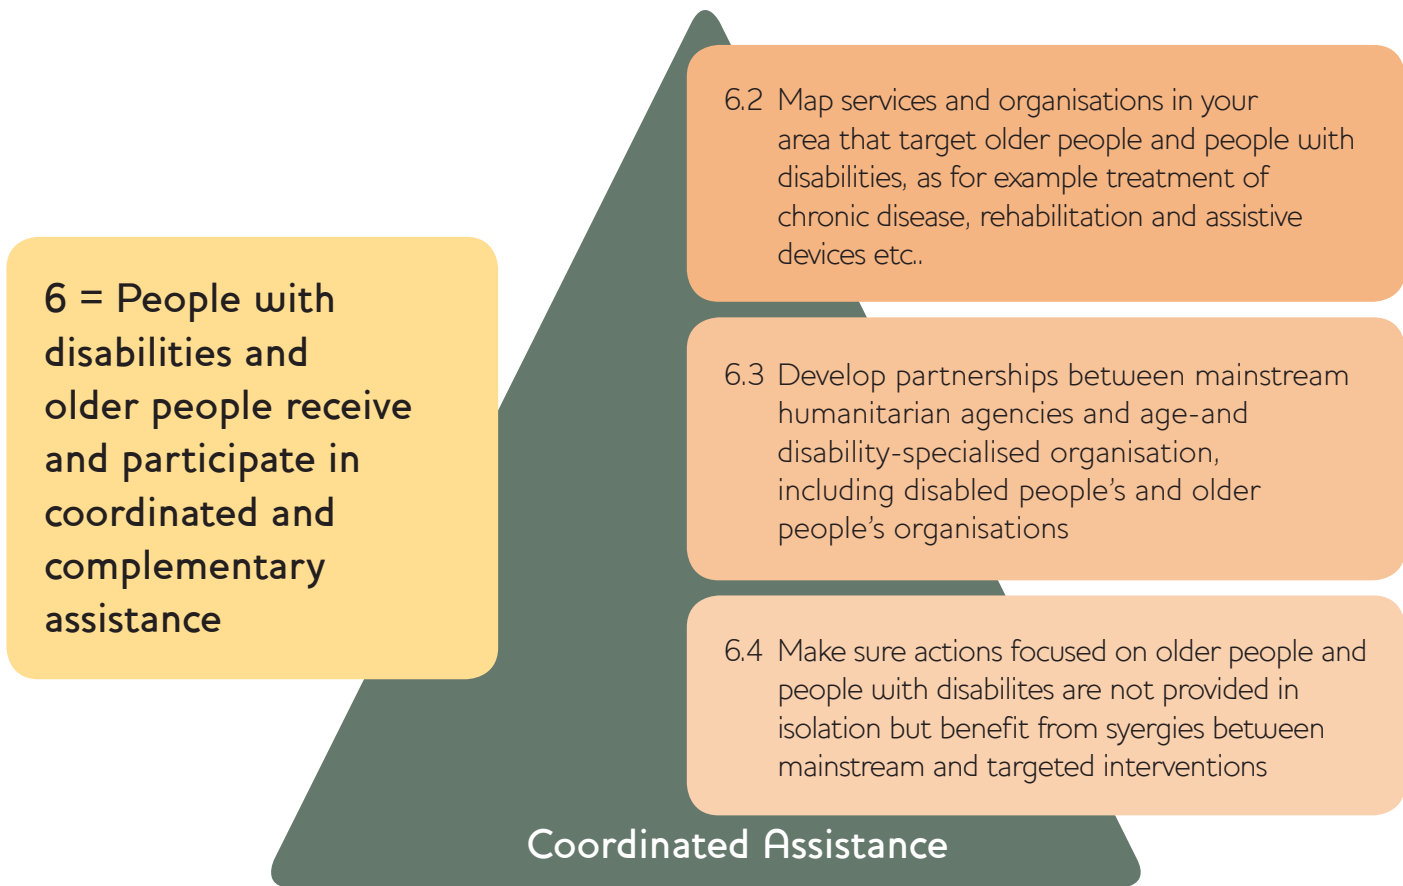 6 = People with
disabilities and
older people receive
and participate in
coordinated and
complementary
assistance
6.2 Map services and organisations in your
area that target older people and people with
disabilities, as for example treatment of
chronic disease, rehabilitation and assistive
devices etc..
6.3 Develop partnerships between mainstream
humanitarian agencies and age-and
disability-specialised organisation,
including disabled people’s and older
people’s organisations
6.4 Make sure actions focused on older people and
people with disabilites are not provided in
isolation but benefit from syergies between
mainstream and targeted interventions
Coordinated Assistance